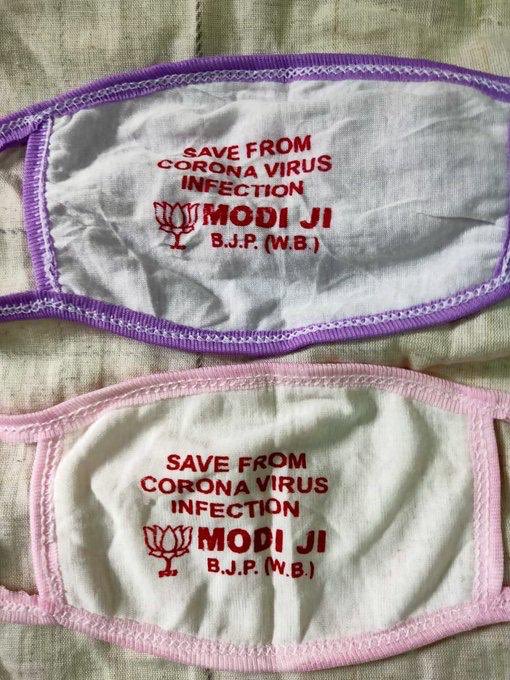 SAVE FROM
CORONA VIRUS
INFECTION
MODI JI
B.J.P. (W.B.)
SAVE FROM
CORONA VIRUS
INFECTION
MODI JI
B.J.P. (W.B.)